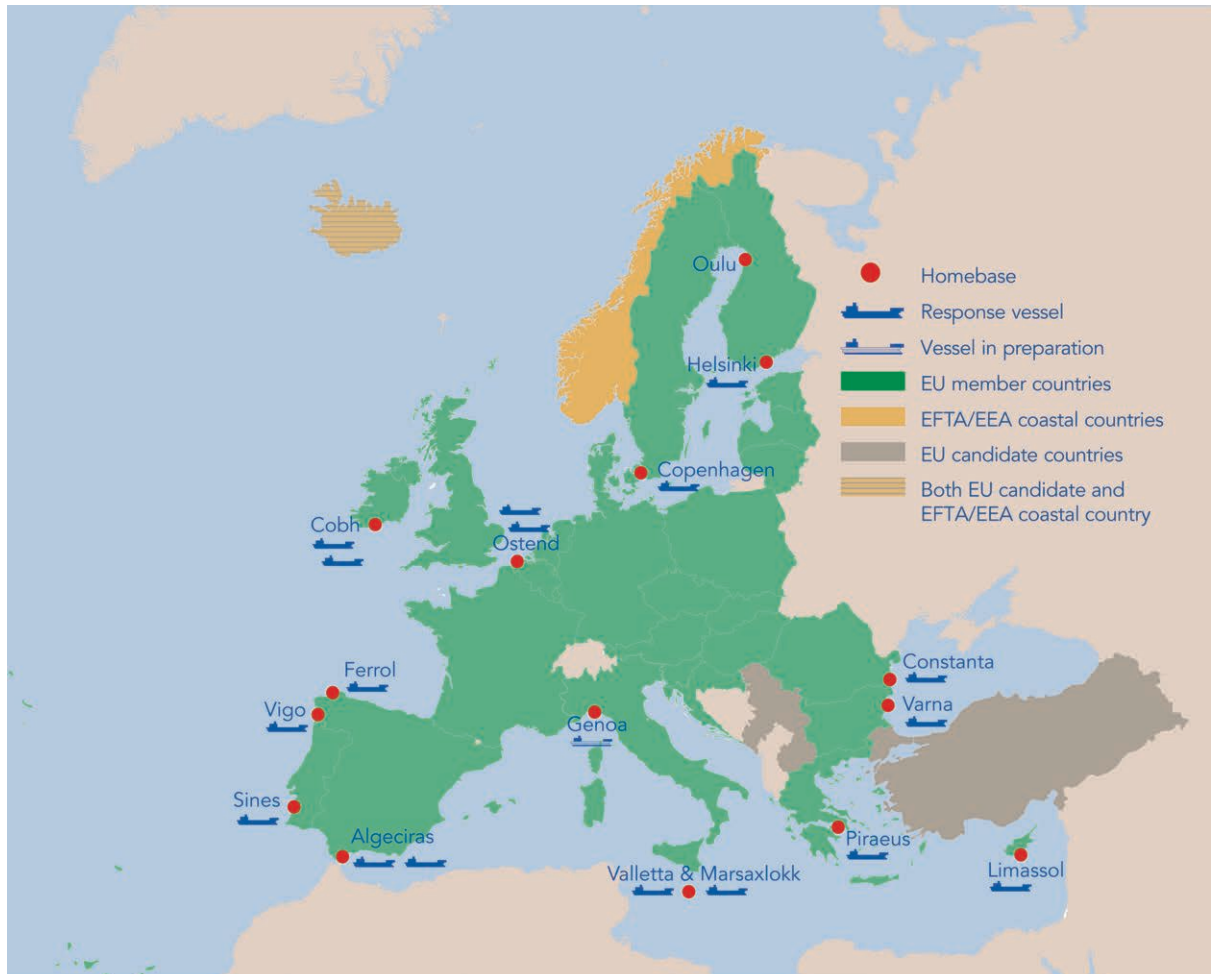 Oulu
Homebase
Response vessel
Vessel in preparation
Helsinki
EU member countries
EFTA/EEA coastal countries
EU candidate countries
Copenhagen
Both EU candidate and
EFTA/EEA coastal country
Cobh
Ostend
Ferrol
Constanta
Vigo
Varna
Genoa
Sines
Algeciras
Piraeus
Valletta & Marsaxlokk
Limassol